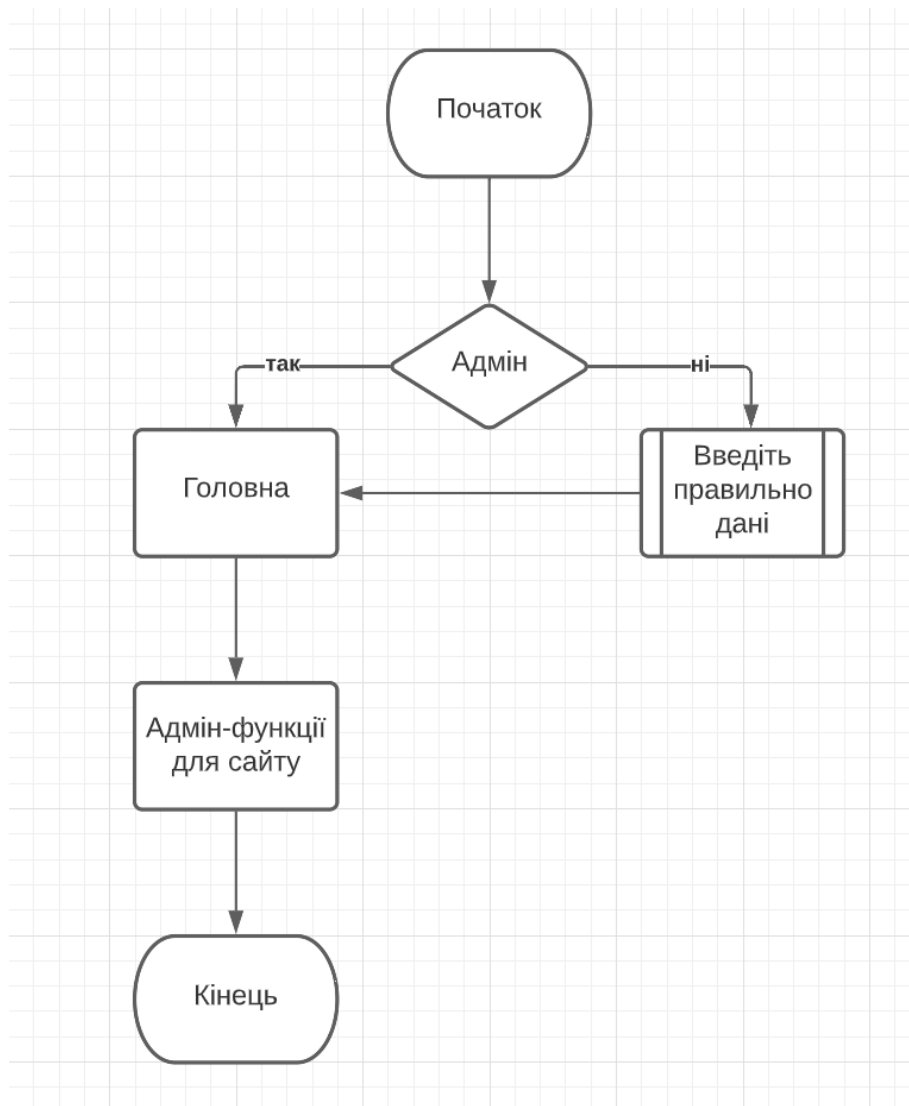 Початок
Адмін
так
ні
Головна
Введіть
правильно
дані
Адмін-функції
для сайту
Кінець